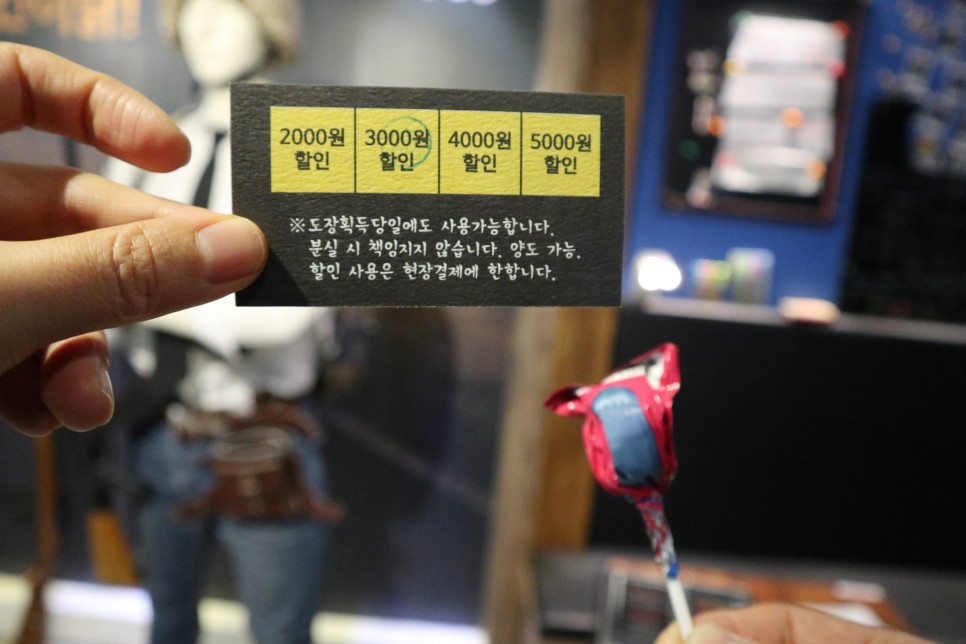 2000원 3000원 4000원 5000원
할인 할인 할인 할인
※도장획득당일에도 사용가능합니다.
분실 시 책임지지 않습니다. 양도 가능.
할인 사용은 현장결제에 한합니다.